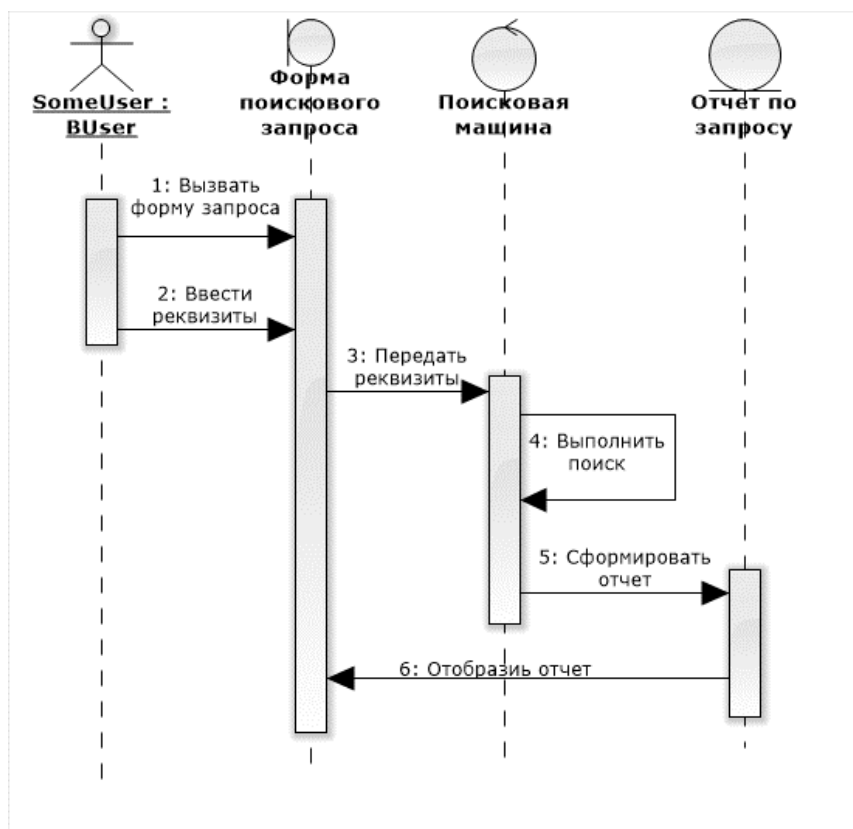 SomeUser :
BUser
Форма
поискового
запроса
Поисковая
мащина
Отчет по
запросу
1: Вызвать
форму запроса
2: Ввести
реквизиты
3: Передать
реквизиты
4: Выполнить
поиск
5: Сформировать
отчет
6: Отобразиь отчет